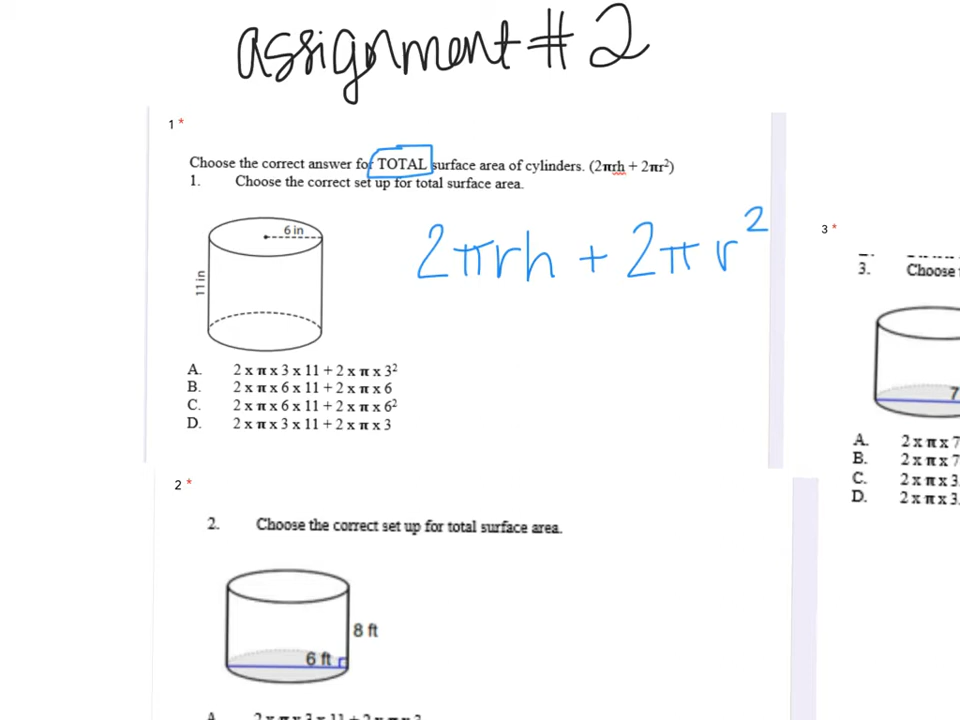 assignment # 2
1 *
Choose the correct answer for TOTAL surface area of cylinders. (2πrh + 2πr²)
1. Choose the correct set up for total surface area.
6 in
11 in
2πrh + 2πr²
A. 2 x π x 3 x 11 + 2 x π x 3²
B. 2 x π x 6 x 11 + 2 x π x 6
C. 2 x π x 6 x 11 + 2 x π x 6²
D. 2 x π x 3 x 11 + 2 x π x 3
2 *
2. Choose the correct set up for total surface area.
8 ft
6 ft
3 *
3. Choose
7
A. 2 x π x 7
B. 2 x π x 7
C. 2 x π x 3
D. 2 x π x 3